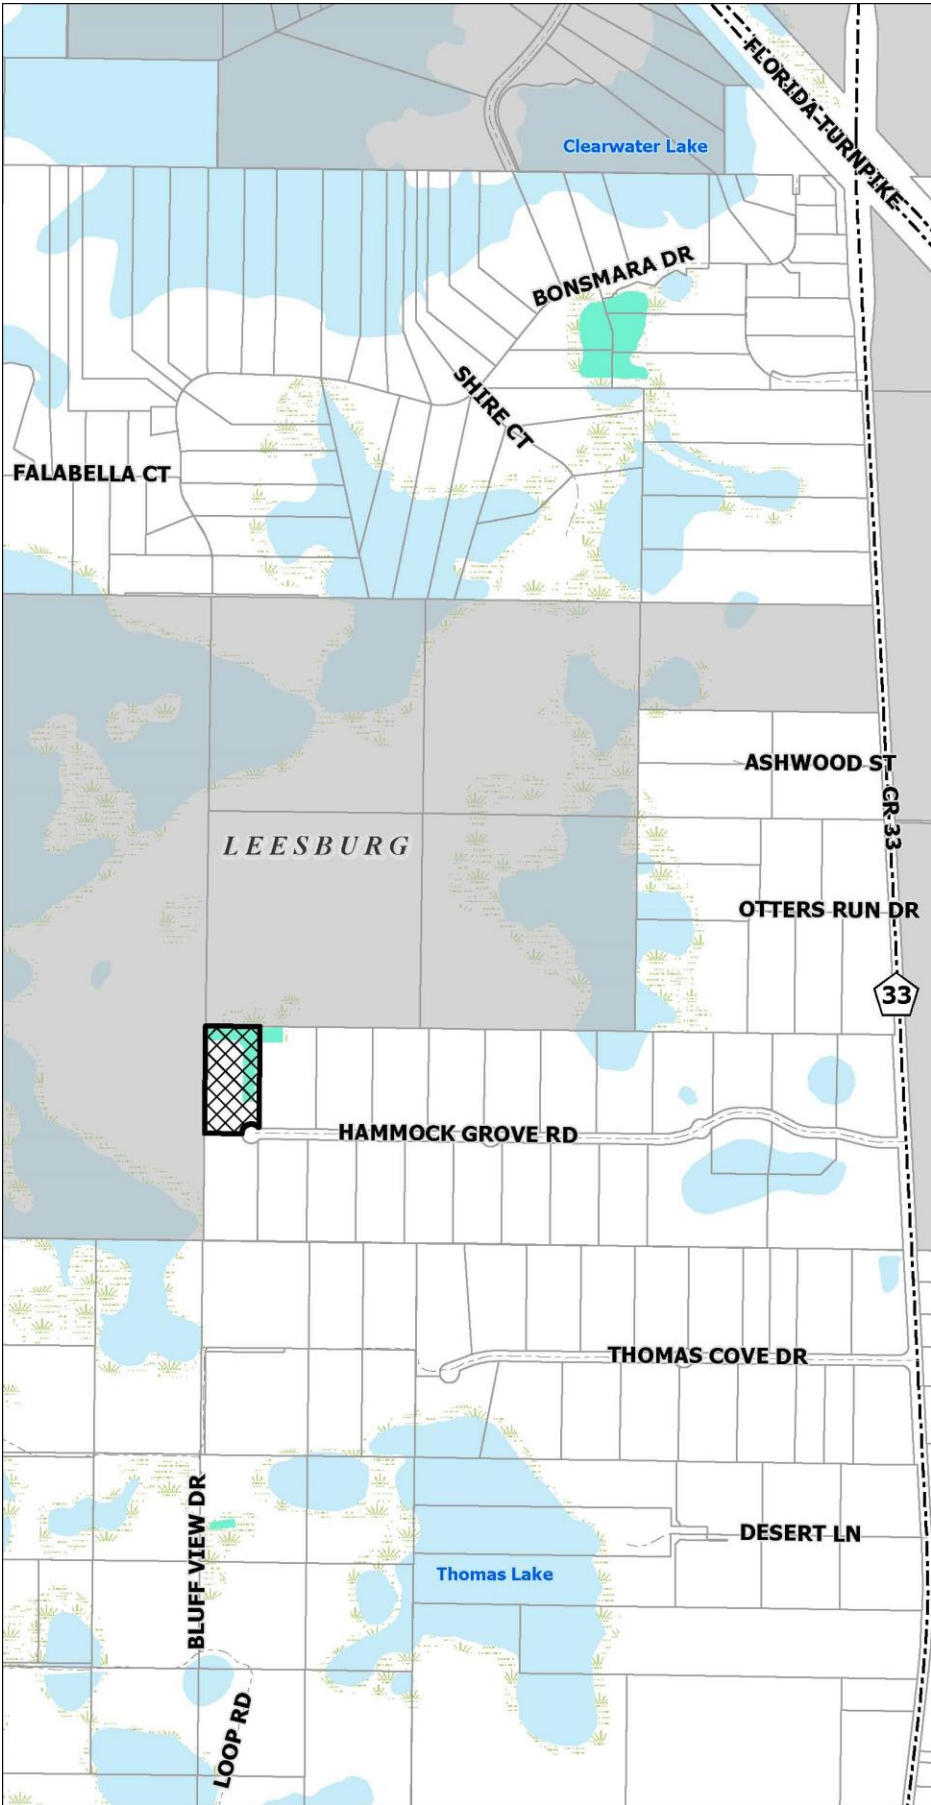 FLORIDA TURNPIKE
Clearwater Lake
BONSMARA DR
SHIRE CT
FALABELLA CT
ASHWOOD ST
CR 33
LEESBURG
OTTERS RUN DR
33
HAMMOCK GROVE RD
THOMAS COVE DR
BLUFF VIEW DR
DESERT LN
Thomas Lake
LOOP RD